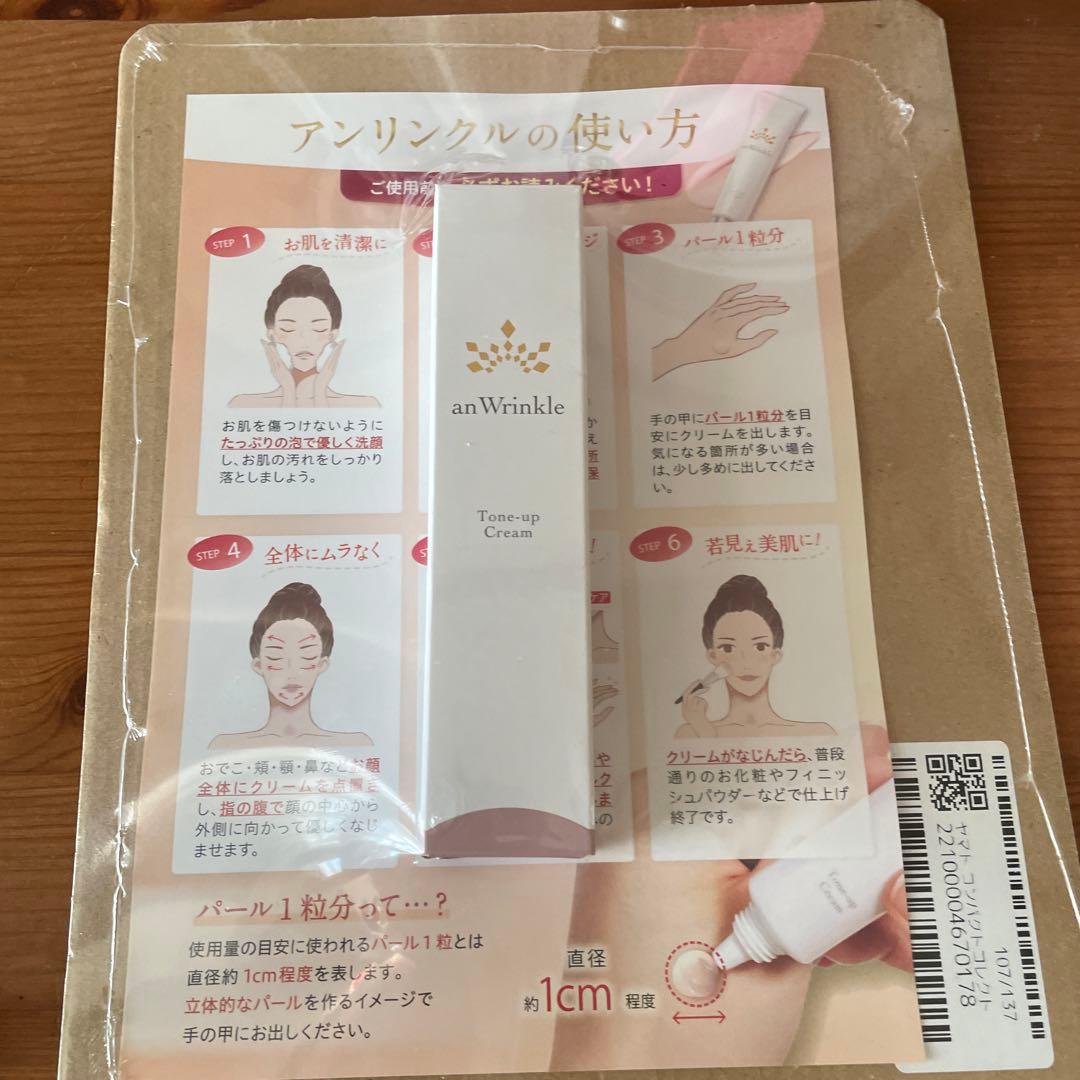 アンリンクルの使い方
anWrinkle
ご使用前
ください！
STEP 1
お肌を清潔に
お肌を傷つけないように
たっぷりの泡で優しく洗顔
し、お肌の汚れをしっかり
落としましょう。
STEP 3
パール1粒分
手の甲にパール1粒分を目
安にクリームを出します。
気になる箇所が多い場合
は、少し多めに出してくださ
い。
anWrinkle
Tone-up
Cream
STEP 4
全体にムラなく
おでこ・頬・顎・鼻などお顔
全体にクリームを点置き
し、指の腹で顔の中心から
外側に向かって優しくなじ
ませます。
ケア
STEP 6
若見え美肌に！
クリームがなじんだら、普段
通りのお化粧やフィニッ
シュパウダーなどで仕上げ
終了です。
パール1粒分って…？
使用量の目安に使われるパール1粒とは
直径約1cm程度を表します。
立体的なパールを作るイメージで
手の甲にお出しください。
直径
約1cm程度
Tone-up
Cream
107/137
ヤマト コンパクトコレクト
22100004670178